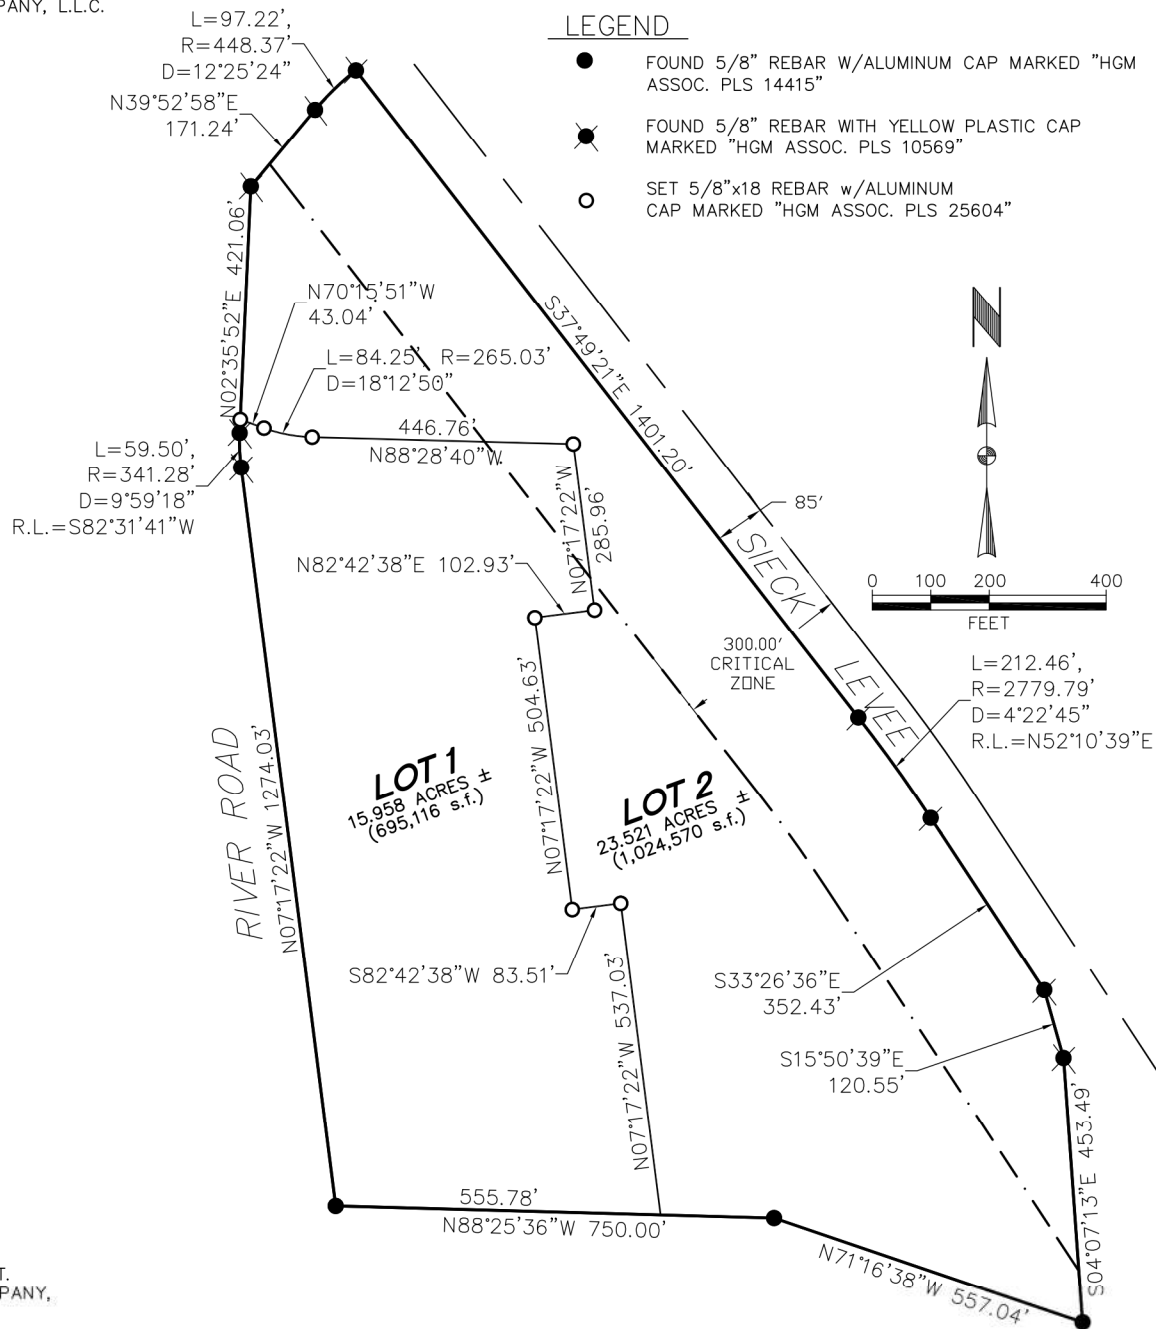 PANY, L.L.C.
L=97.22',
R=448.37'
D=12°25'24"
N39°52'58"E
171.24'
LEGEND
FOUND 5/8" REBAR W/ALUMINUM CAP MARKED "HGM
ASSOC. PLS 14415"
FOUND 5/8" REBAR WITH YELLOW PLASTIC CAP
MARKED "HGM ASSOC. PLS 10569"
SET 5/8"x18 REBAR w/ALUMINUM
CAP MARKED "HGM ASSOC. PLS 25604"
N02°35'52"E 421.06'
N70°15'51"W
43.04'
L=84.25', R=265.03'
D=18°12'50"
446.76'
N88°28'40"W
S37°49'21"E 1401.20'
N
L=59.50',
R=341.28'
D=9°59'18"
R.L.=S82°31'41"W
N07°17'22"W
285.96'
85'
SIECK LEVEE
0 100 200 400
FEET
N82°42'38"E 102.93'
300.00'
CRITICAL
ZONE
L=212.46',
R=2779.79'
D=4°22'45"
R.L.=N52°10'39"E
RIVER ROAD
N07°17'22"W 1274.03'
N07°17'22"W 504.63'
LOT 1
15.958 ACRES ±
(695,116 s.f.)
LOT 2
23.521 ACRES ±
(1,024,570 s.f.)
S82°42'38"W 83.51'
N07°17'22"W 537.03'
S33°26'36"E
352.43'
S15°50'39"E
120.55'
S04°07'13"E 453.49'
555.78'
N88°25'36"W 750.00'
N71°16'38"W 557.04'
T.
PANY,